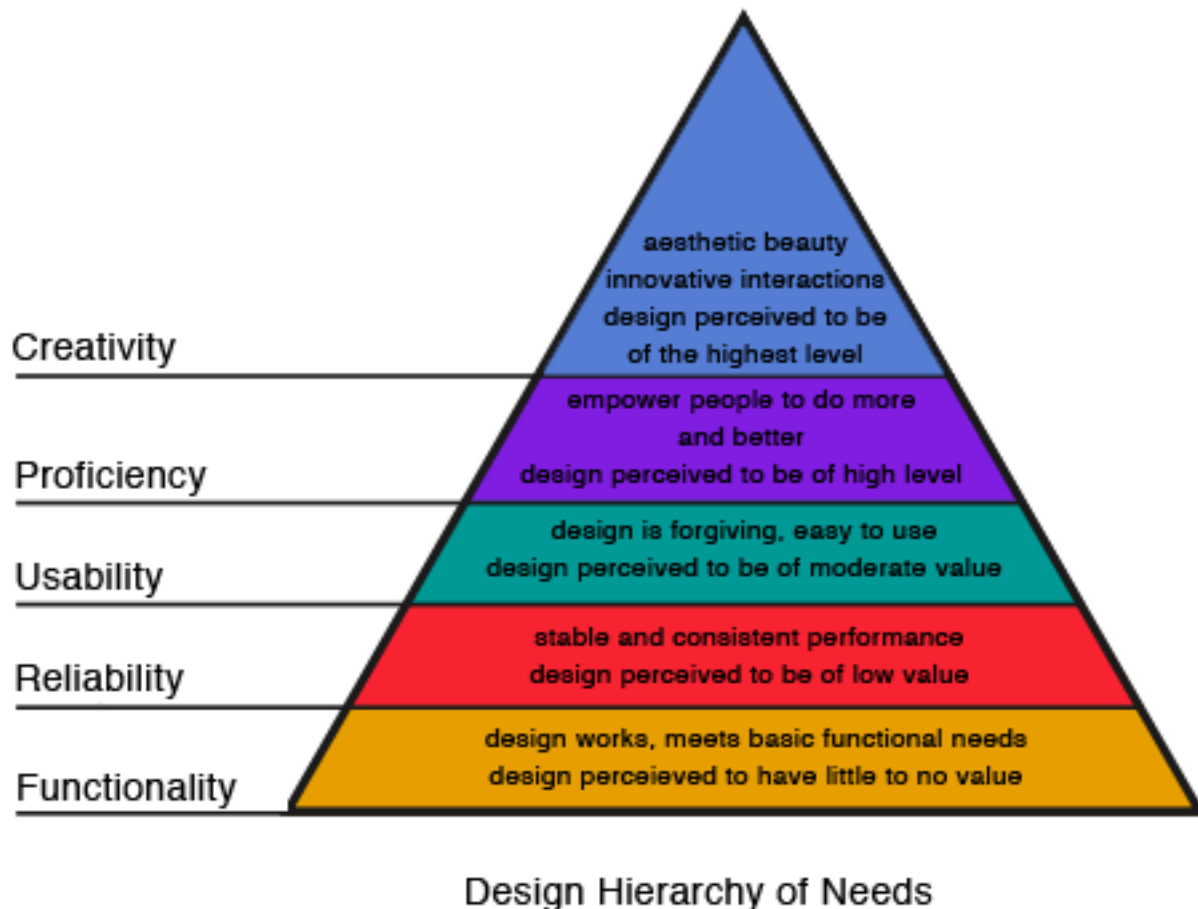 aesthetic beauty
innovative interactions
design perceived to be
of the highest level
Creativity
empower people to do more
and better
design perceived to be of high level
Proficiency
design is forgiving, easy to use
design perceived to be of moderate value
Usability
stable and consistent performance
design perceived to be of low value
Reliability
design works, meets basic functional needs
design perceieved to have little to no value
Functionality
Design Hierarchy of Needs